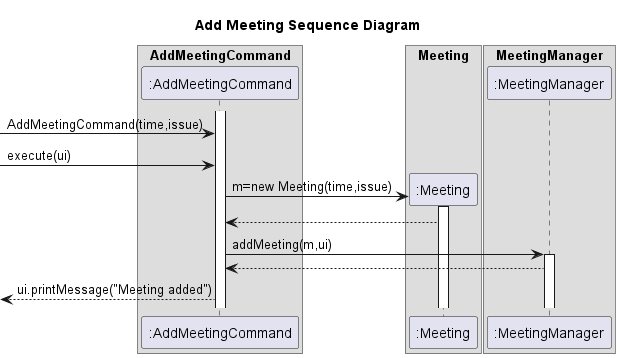 Add Meeting Sequence Diagram
AddMeetingCommand
Meeting
MeetingManager
:AddMeetingCommand
:MeetingManager
AddMeetingCommand(time,issue)
execute(ui)
m=new Meeting(time,issue)
:Meeting
addMeeting(m,ui)
ui.printMessage("Meeting added")
:AddMeetingCommand
:Meeting
:MeetingManager